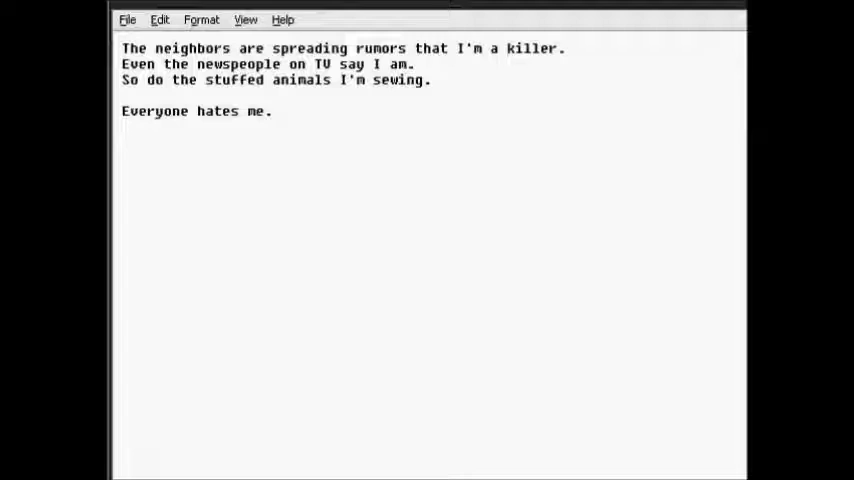 File Edit Format View Help
The neighbors are spreading rumors that I'm a killer.
Even the newspeople on TV say I am.
So do the stuffed animals I'm sewing.
Everyone hates me.